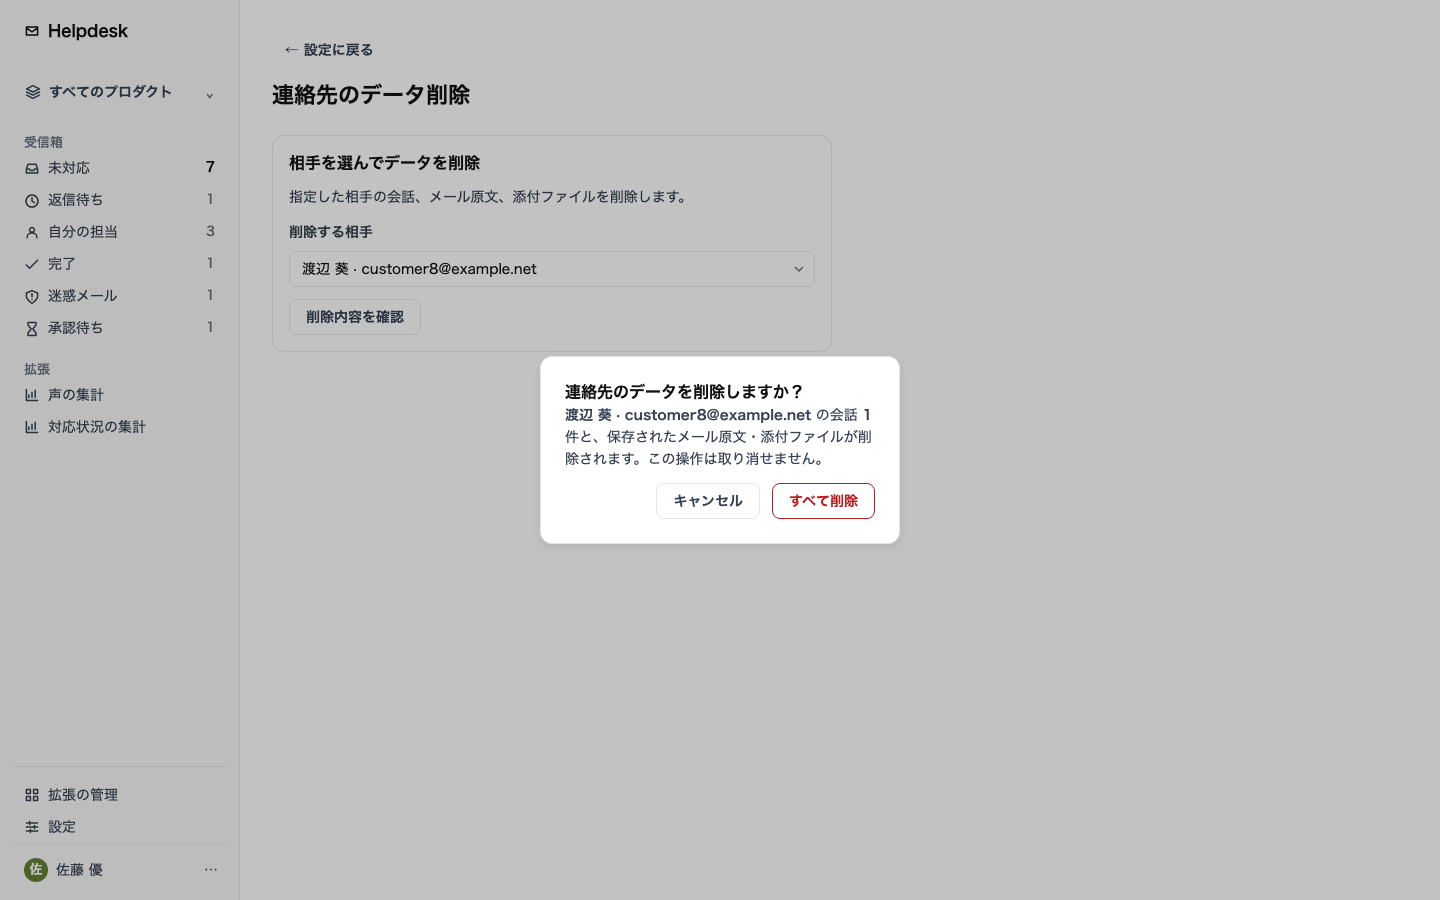 Helpdesk
すべてのプロダクト
受信箱
未対応 7
返信待ち 1
自分の担当 3
完了 1
迷惑メール 1
承認待ち 1
拡張
声の集計
対応状況の集計
拡張の管理
設定
佐 佐藤 優 …
← 設定に戻る
連絡先のデータ削除
相手を選んでデータを削除
指定した相手の会話、メール原文、添付ファイルを削除します。
削除する相手
渡辺 葵 · customer8@example.net
削除内容を確認
連絡先のデータを削除しますか？
渡辺 葵 · customer8@example.net の会話 1
件と、保存されたメール原文・添付ファイルが削
除されます。この操作は取り消せません。
キャンセル すべて削除